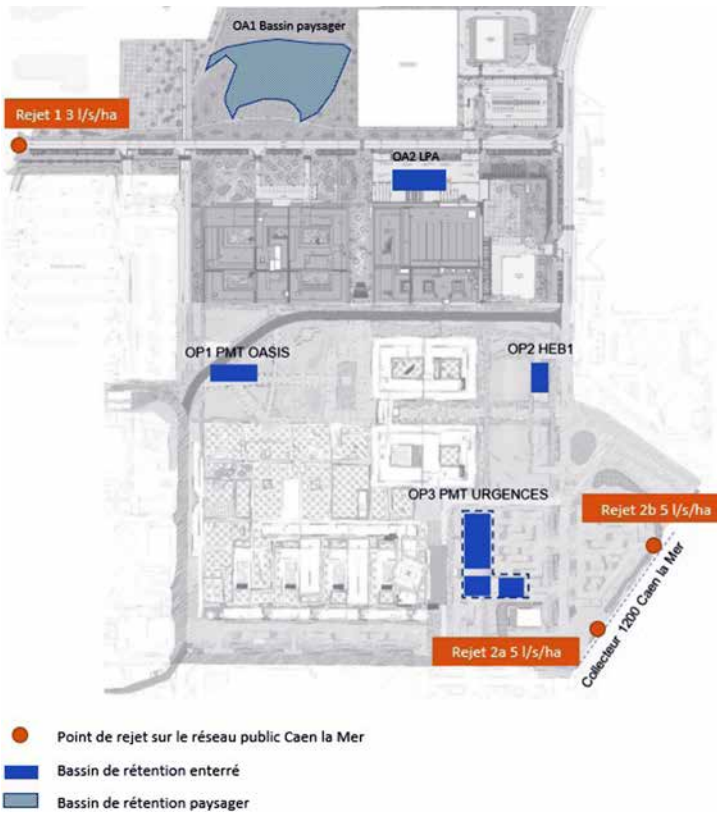 OA1 Bassin paysager
Rejet 1 3 l/s/ha
OA2 LPA
OP1 PMT OASIS
OP2 HEB1
OP3 PMT URGENCES
Rejet 2b 5 l/s/ha
Rejet 2a 5 l/s/ha
Collecteur 1200 Caen la Mer
Point de rejet sur le réseau public Caen la Mer
Bassin de rétention enterré
Bassin de rétention paysager